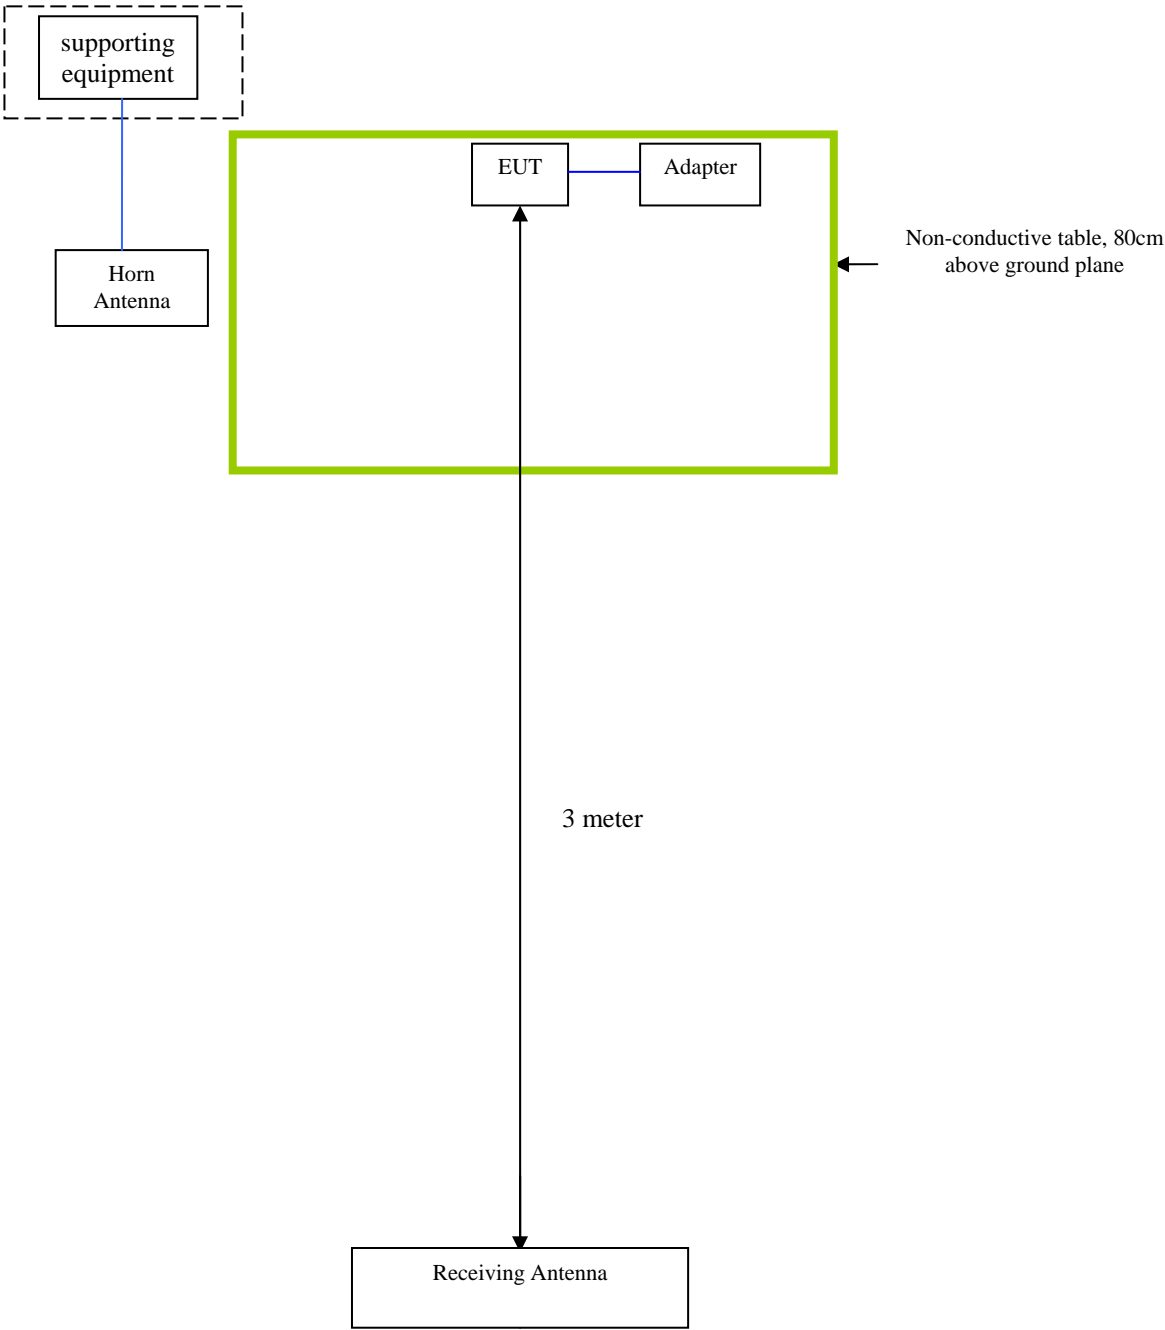 supporting
equipment
EUT
Adapter
Non-conductive table, 80cm
above ground plane
Horn
Antenna
3 meter
Receiving Antenna